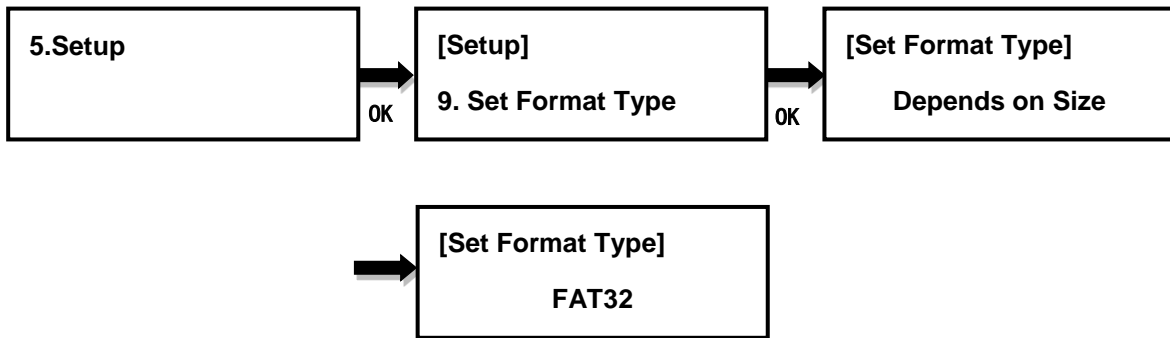 5.Setup
OK
[Setup]
9. Set Format Type
OK
[Set Format Type]
Depends on Size
[Set Format Type]
FAT32